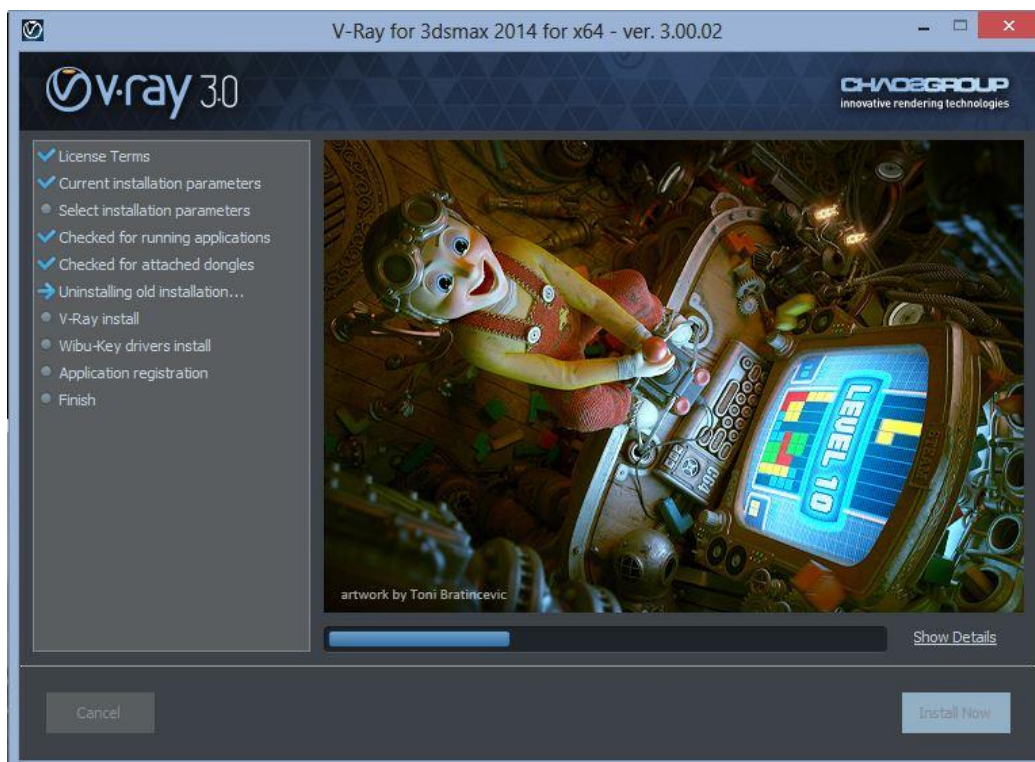 V-Ray for 3dsmax 2014 for x64 - ver. 3.00.02
v·ray 3.0
CHAOSGROUP
innovative rendering technologies
License Terms
Current installation parameters
Select installation parameters
Checked for running applications
Checked for attached dongles
Uninstalling old installation...
V-Ray install
Wibu-Key drivers install
Application registration
Finish
LEVEL 10
artwork by Toni Bratincevic
Show Details
Cancel
Install Now